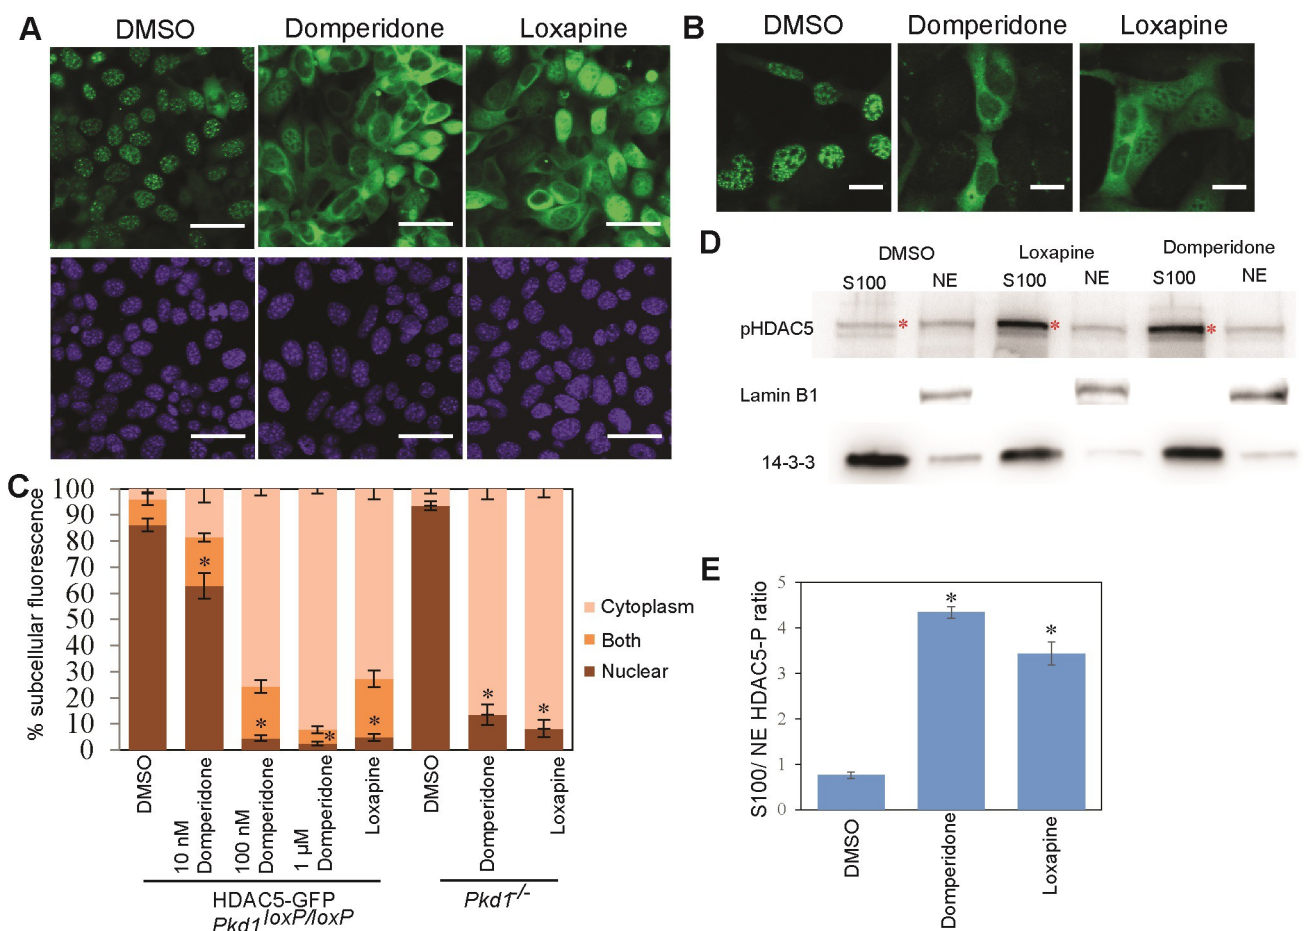 A
DMSO
Domperidone
Loxapine
B
DMSO
Domperidone
Loxapine
C
% subcellular fluorescence
100
90
80
70
60
50
40
30
20
10
0
*
*
*
*
*
*
Cytoplasm
Both
Nuclear
DMSO
10 nM
Domperidone
100 nM
Domperidone
1 µM
Domperidone
Loxapine
DMSO
Domperidone
Loxapine
HDAC5-GFP
Pkd1 loxP/loxP
Pkd1-/-
D
DMSO
Loxapine
Domperidone
S100
NE
S100
NE
S100
NE
pHDAC5
*
*
*
Lamin B1
14-3-3
E
S100/ NE HDAC5-P ratio
5
4
3
2
1
0
*
*
DMSO
Domperidone
Loxapine